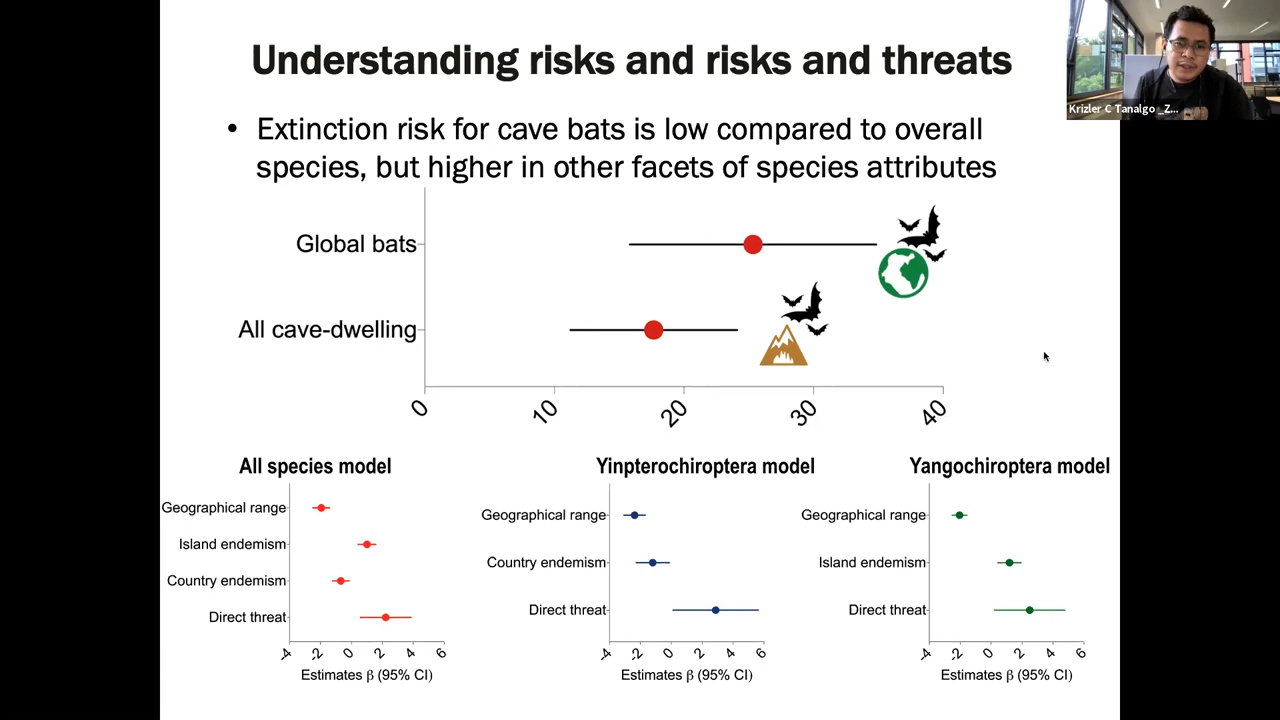 Understanding risks and risks and threats
Krizler C Tanalgo _Z...
• Extinction risk for cave bats is low compared to overall
species, but higher in other facets of species attributes
Global bats
All cave-dwelling
0 10 20 30 40
All species model
Geographical range
Island endemism
Country endemism
Direct threat
-4 -2 0 2 4 6
Estimates β (95% CI)
Yinpterochiroptera model
Geographical range
Country endemism
Direct threat
-4 -2 0 2 4 6
Estimates β (95% CI)
Yangochiroptera model
Geographical range
Island endemism
Direct threat
-4 -2 0 2 4 6
Estimates β (95% CI)